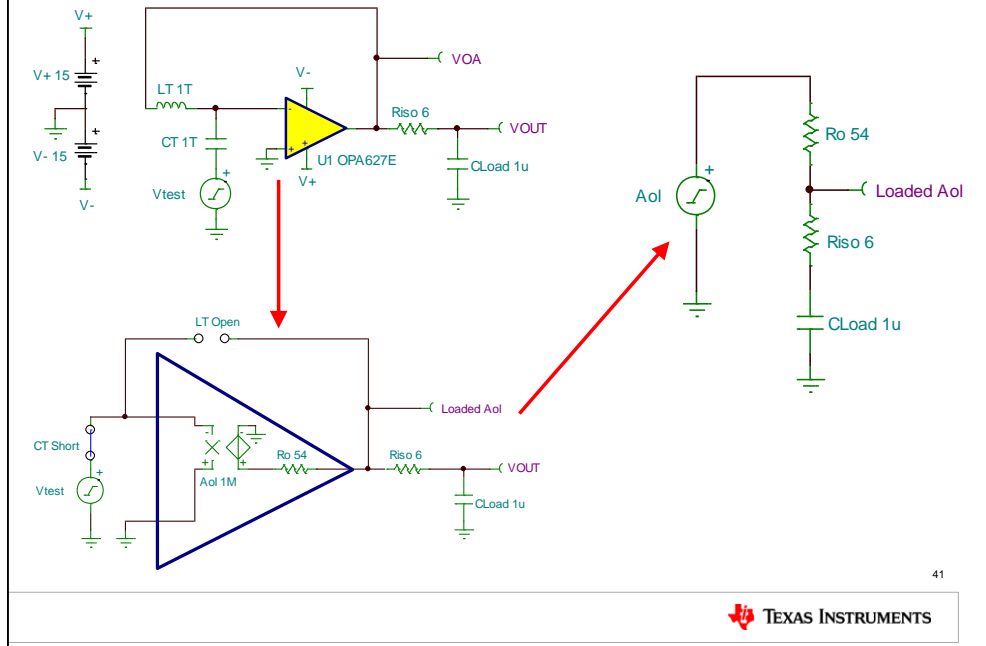 V+
V+ 15
+
V- 15
+
V-
LT 1T
CT 1T
Vtest
+
V-
-
+
+
U1 OPA627E
V+
VOA
Riso 6
VOUT
CLoad 1u
Aol
+
Ro 54
Loaded Aol
Riso 6
CLoad 1u
LT Open
CT Short
Vtest
+
-
+
-
+
Aol 1M
Ro 54
Loaded Aol
Riso 6
VOUT
CLoad 1u
41
TEXAS INSTRUMENTS